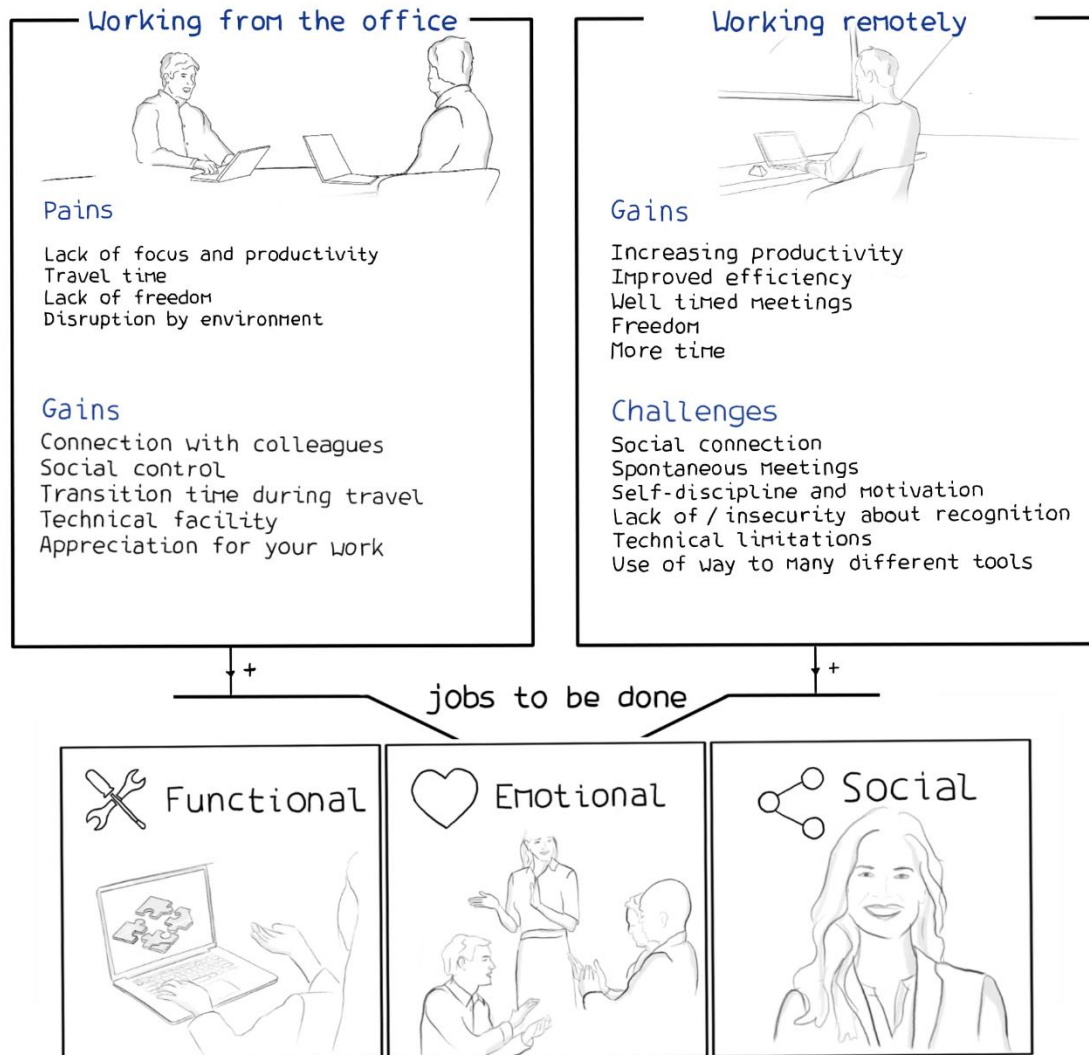 Working from the office
Pains
Lack of focus and productivity
Travel time
Lack of freedom
Disruption by environment
Gains
Connection with colleagues
Social control
Transition time during travel
Technical facility
Appreciation for your work
Working remotely
Gains
Increasing productivity
Improved efficiency
Well timed meetings
Freedom
More time
Challenges
Social connection
Spontaneous meetings
Self-discipline and motivation
Lack of / insecurity about recognition
Technical limitations
Use of way to many different tools
+
+
jobs to be done
Functional
Emotional
Social